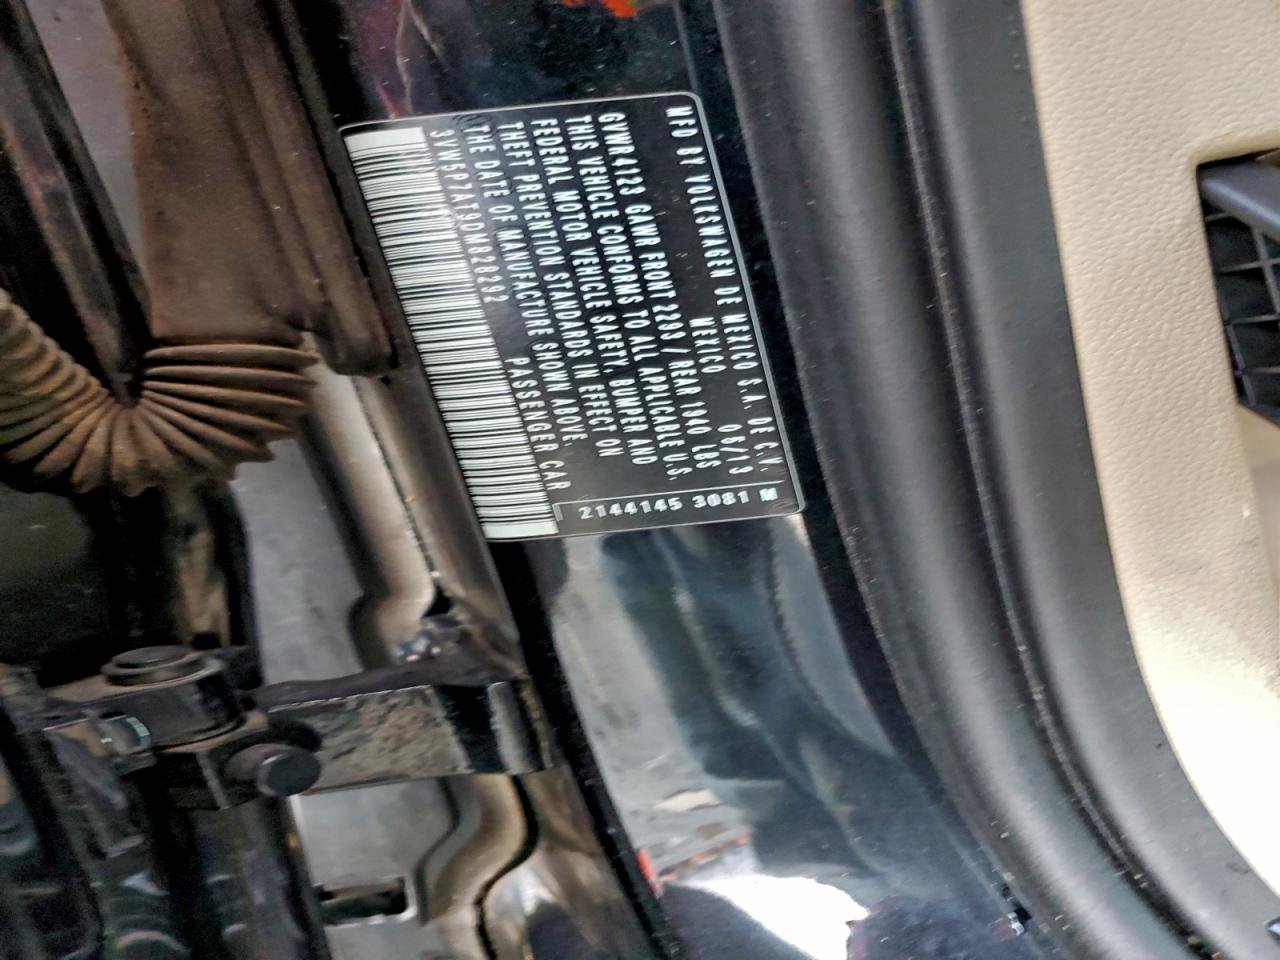 MFD BY VOLKSWAGEN DE MEXICO S.A. DE C.V.
MEXICO 06/13
GVWR 4123 GAWR FRONT 2293 / REAR 1940 LBS
THIS VEHICLE CONFORMS TO ALL APPLICABLE U.S.
FEDERAL MOTOR VEHICLE SAFETY, BUMPER AND
THEFT PREVENTION STANDARDS IN EFFECT ON
THE DATE OF MANUFACTURE SHOWN ABOVE.
3VW5P7AT9DM828292 PASSENGER CAR
2144145 3081 M